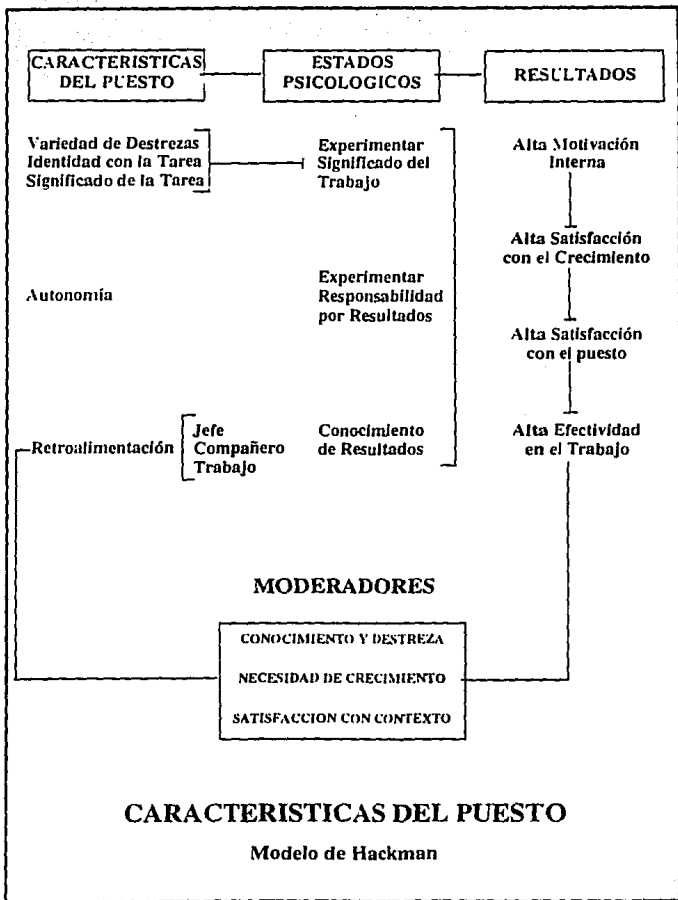 CARACTERISTICAS
DEL PUESTO
ESTADOS
PSICOLOGICOS
RESULTADOS
Variedad de Destrezas
Identidad con la Tarea
Significado de la Tarea
Experimentar
Significado del
Trabajo
Alta Motivación
Interna
Alta Satisfacción
con el Crecimiento
Autonomía
Experimentar
Responsabilidad
por Resultados
Alta Satisfacción
con el puesto
Retroalimentación
Jefe
Compañero
Trabajo
Conocimiento
de Resultados
Alta Efectividad
en el Trabajo
MODERADORES
CONOCIMIENTO Y DESTREZA
NECESIDAD DE CRECIMIENTO
SATISFACCION CON CONTEXTO
CARACTERISTICAS DEL PUESTO
Modelo de Hackman